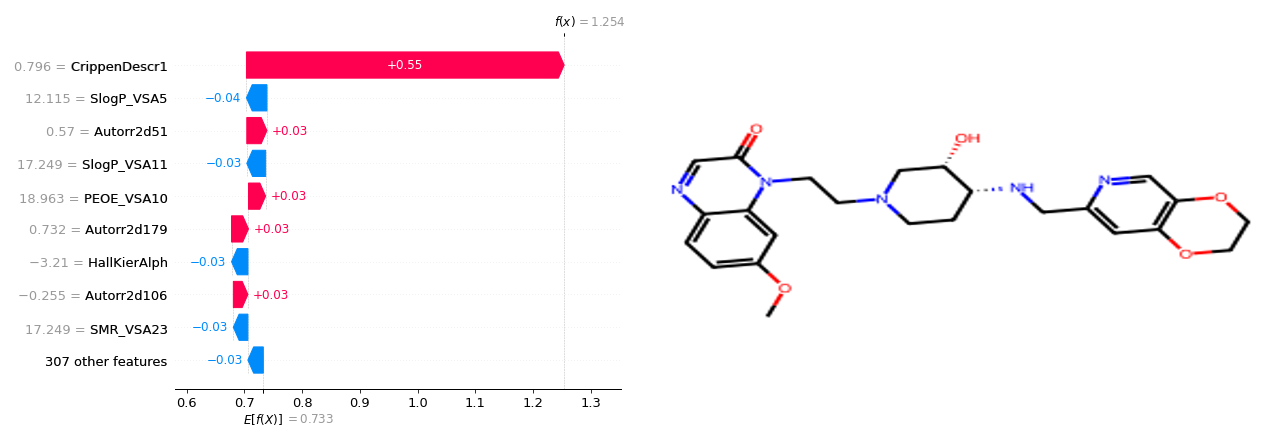 f(x) = 1.254
0.796 = CrippenDescr1
+0.55
12.115 = SlogP_VSA5
−0.04
0.57 = Autorr2d51
+0.03
17.249 = SlogP_VSA11
−0.03
18.963 = PEOE_VSA10
+0.03
0.732 = Autorr2d179
+0.03
−3.21 = HallKierAlph
−0.03
−0.255 = Autorr2d106
+0.03
17.249 = SMR_VSA23
−0.03
307 other features
−0.03
0.6 0.7 0.8 0.9 1.0 1.1 1.2 1.3
E[f(X)] = 0.733
O
OH
N
N
N
NH
N
O
O
O